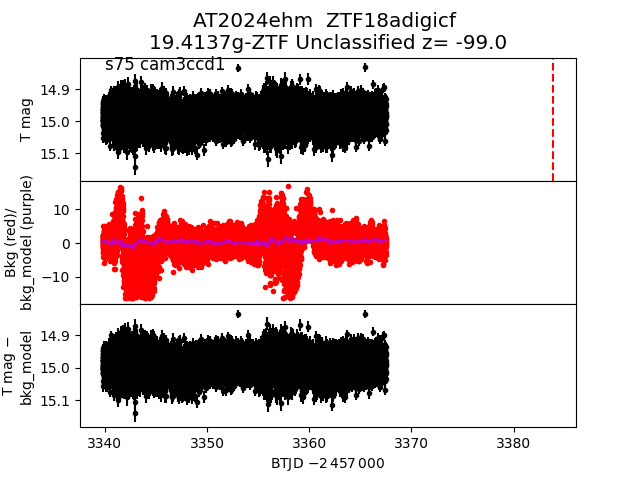 AT2024ehm  ZTF18adigicf
19.4137g-ZTF Unclassified z= -99.0
s75 cam3ccd1
T mag
14.9
15.0
15.1
Bkg (red)/
bkg_model (purple)
10
0
−10
T mag −
bkg_model
14.9
15.0
15.1
3340 3350 3360 3370 3380
BTJD −2 457 000